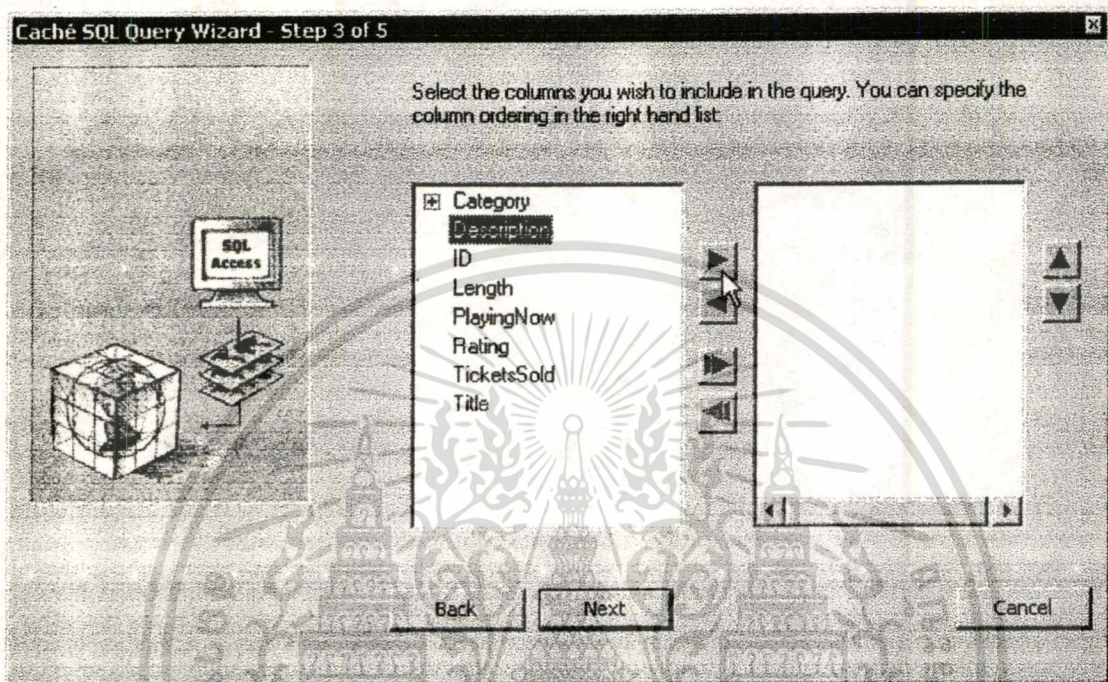 Caché SQL Query Wizard - Step 3 of 5
Select the columns you wish to include in the query. You can specify the
column ordering in the right hand list:
SQL
Access
Category
Description
ID
Length
PlayingNow
Rating
TicketsSold
Title
Back
Next
Cancel